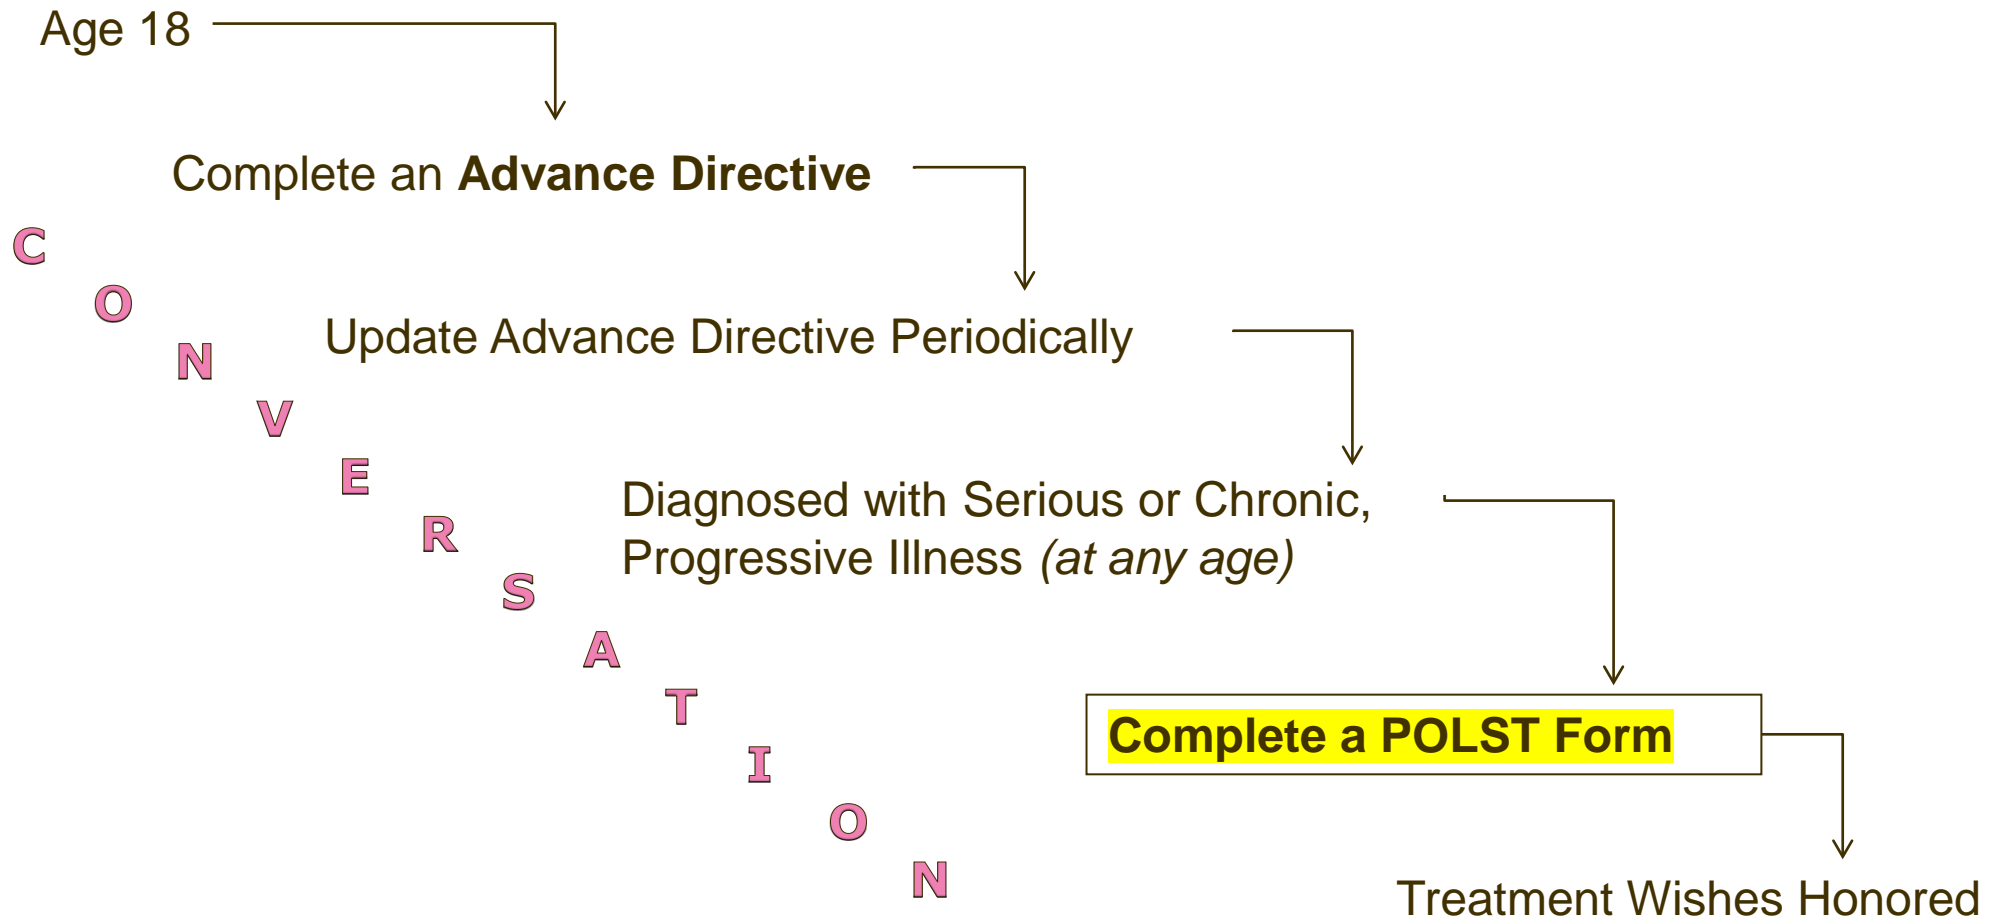 Age 18
Complete an Advance Directive
Update Advance Directive Periodically
Diagnosed with Serious or Chronic,
Progressive Illness (at any age)
Complete a POLST Form
Treatment Wishes Honored
CONVERSATION